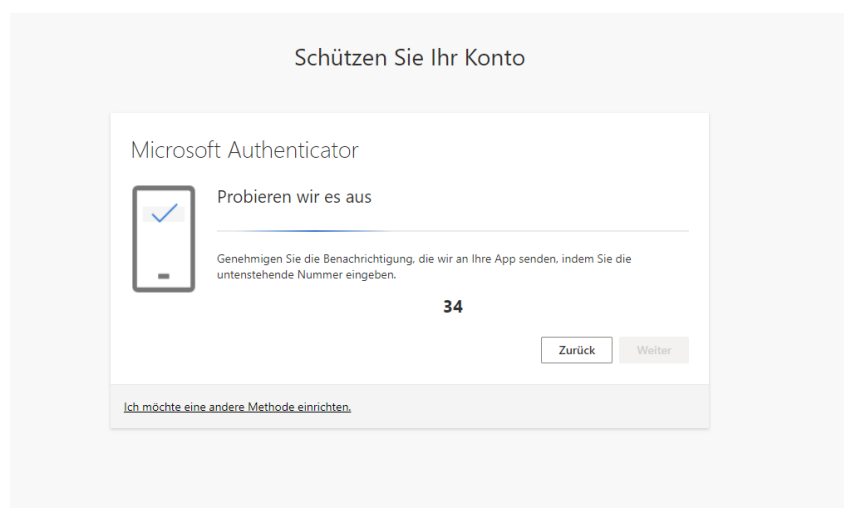 Schützen Sie Ihr Konto
Microsoft Authenticator
Probieren wir es aus
Genehmigen Sie die Benachrichtigung, die wir an Ihre App senden, indem Sie die
untenstehende Nummer eingeben.
34
Zurück
Weiter
Ich möchte eine andere Methode einrichten.